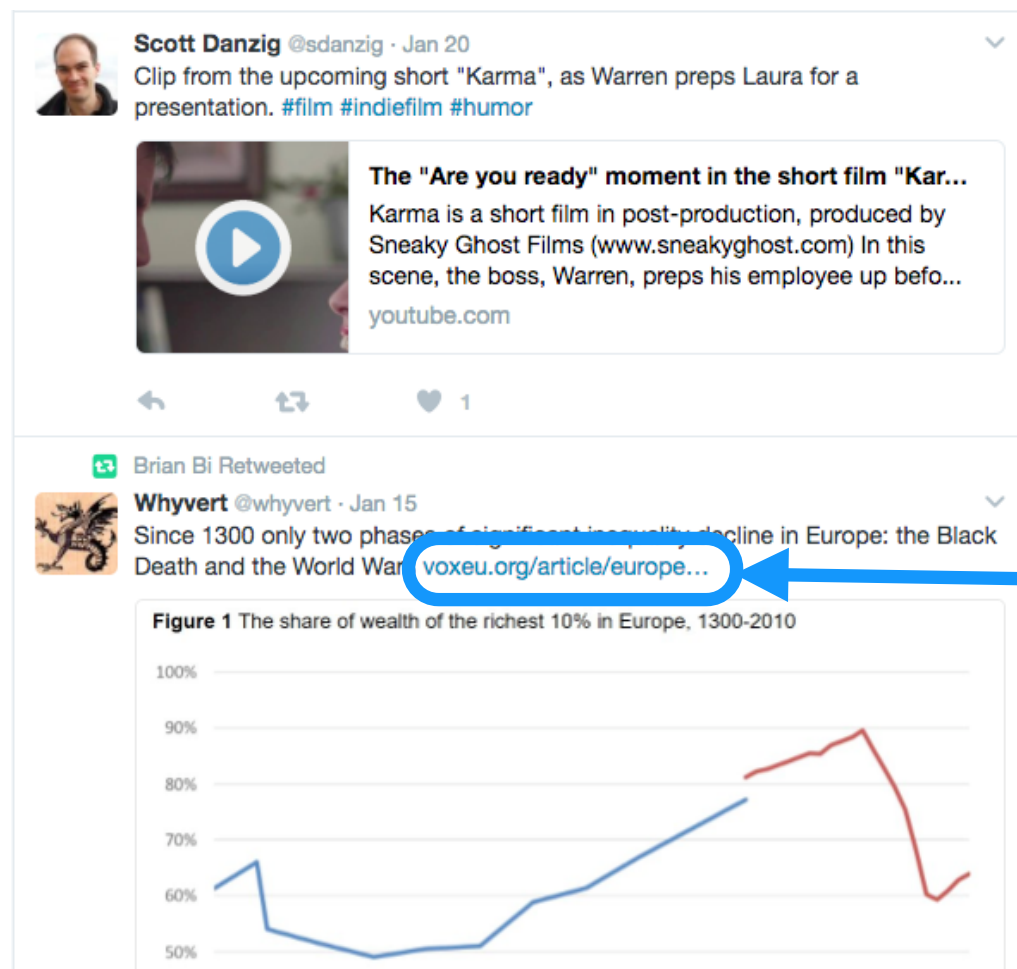 Scott Danzig @sdanzig · Jan 20
Clip from the upcoming short "Karma", as Warren preps Laura for a
presentation. #film #indiefilm #humor
The "Are you ready" moment in the short film "Kar...
Karma is a short film in post-production, produced by
Sneaky Ghost Films (www.sneakyghost.com) In this
scene, the boss, Warren, preps his employee up befo...
youtube.com
1
Brian Bi Retweeted
Whyvert @whyvert · Jan 15
Since 1300 only two phases of significant inequality decline in Europe: the Black
Death and the World War voxeu.org/article/europe…
Figure 1 The share of wealth of the richest 10% in Europe, 1300-2010
100%
90%
80%
70%
60%
50%